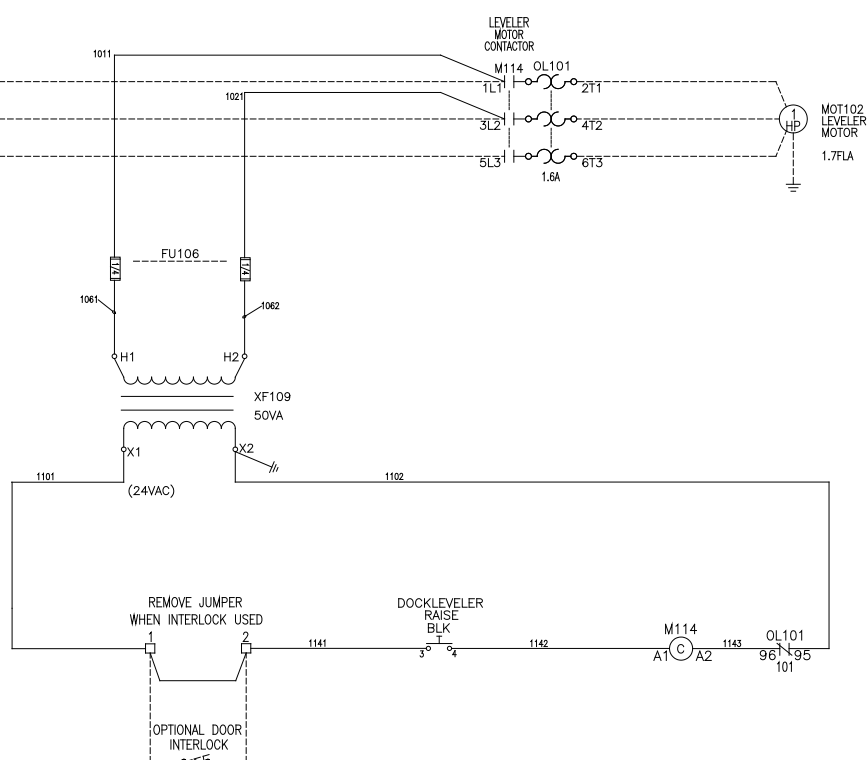 LEVELER
MOTOR
CONTACTOR
1011
M114
OL101
1L1
2T1
1021
3L2
4T2
1
HP
MOT102
LEVELER
MOTOR
1.7FLA
5L3
6T3
1.6A
FU106
1/4
1/4
1061
1062
H1
H2
XF109
50VA
X1
X2
1101
(24VAC)
1102
REMOVE JUMPER
WHEN INTERLOCK USED
DOCKLEVELER
RAISE
BLK
1
2
1141
3
4
1142
M114
A1
C
A2
1143
OL101
96
95
101
OPTIONAL DOOR
INTERLOCK